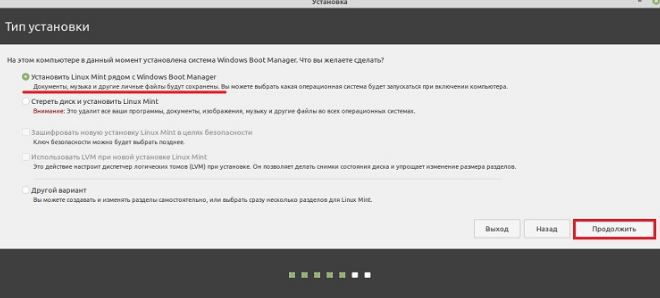 Установка
Тип установки
На этом компьютере в данный момент установлена система Windows Boot Manager. Что вы желаете сделать?
Установить Linux Mint рядом с Windows Boot Manager
Документы, музыка и другие личные файлы будут сохранены. Вы можете выбрать какая операционная система будет запускаться при включении компьютера.
Стереть диск и установить Linux Mint
Внимание: Это удалит все ваши программы, документы, изображения, музыку и другие файлы во всех операционных системах.
Зашифровать новую установку Linux Mint в целях безопасности
Ключ безопасности можно будет выбрать позднее.
Использовать LVM при новой установке Linux Mint
Это действие настроит диспетчер логических томов (LVM) при установке. Он позволяет делать снимки состояния диска и упрощает изменение размера разделов.
Другой вариант
Вы можете создавать и изменять разделы самостоятельно, или выбрать сразу несколько разделов для Linux Mint.
Выход Назад Продолжить